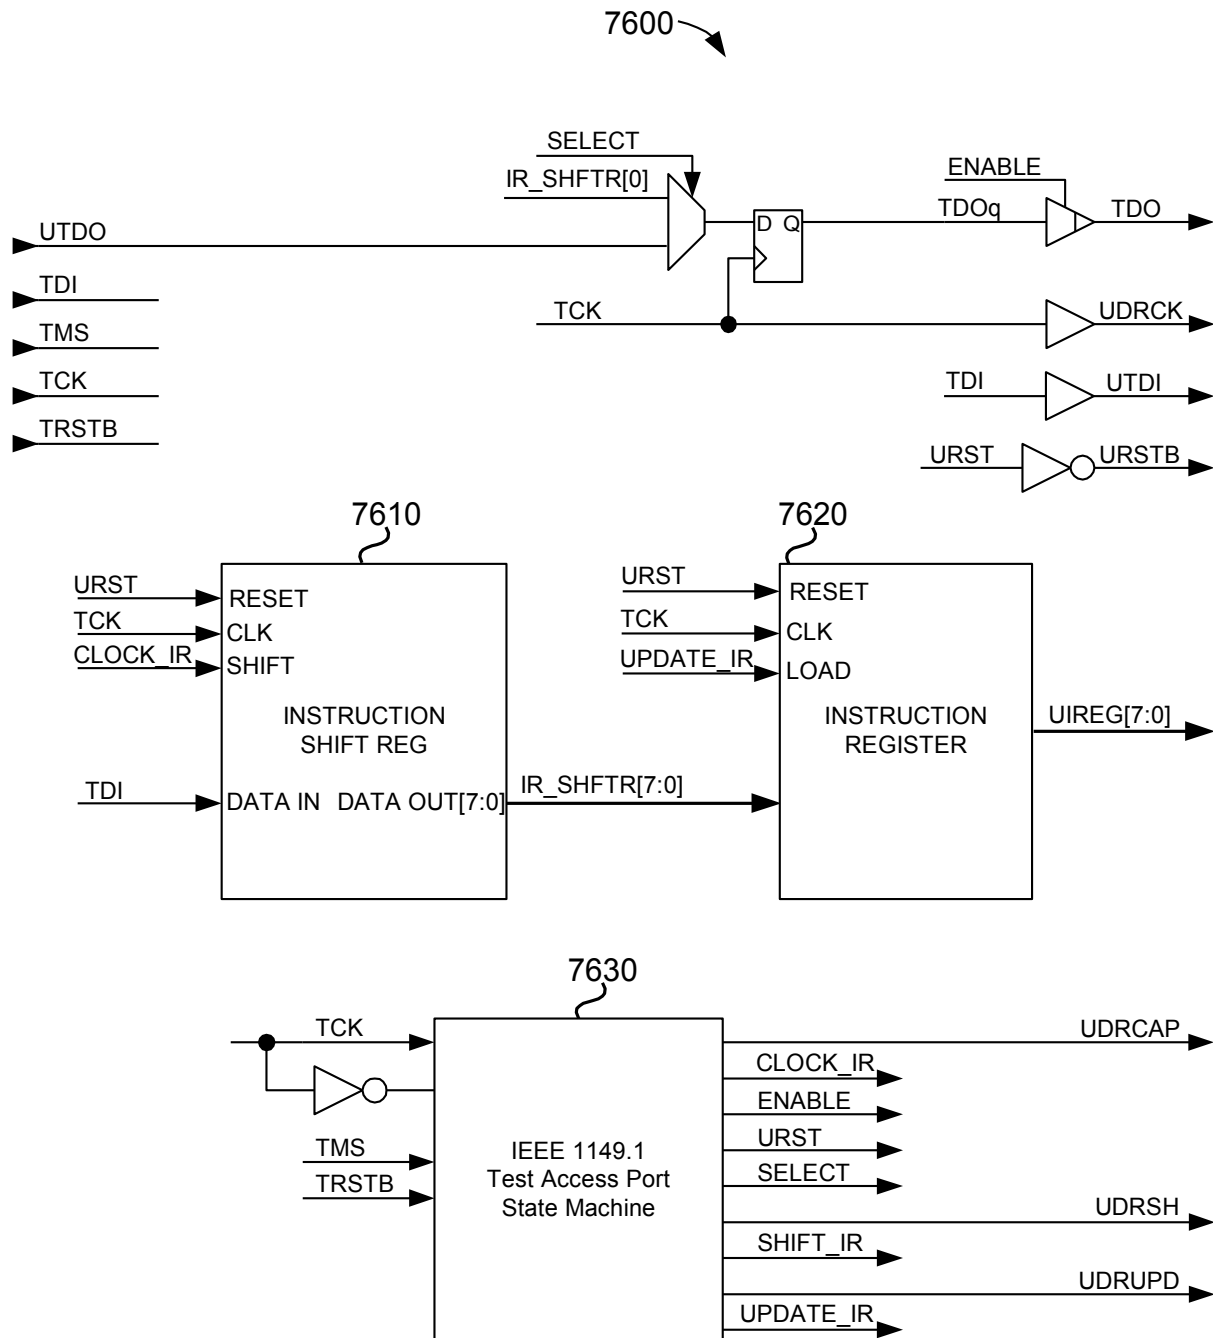 7600
SELECT
IR_SHFTR[0]
ENABLE
D Q
TDOq
TDO
UTDO
TDI
TMS
TCK
TRSTB
TCK
UDRCK
TDI
UTDI
URST
URSTB
7610
URST
RESET
TCK
CLK
CLOCK_IR
SHIFT
INSTRUCTION
SHIFT REG
TDI
DATA IN DATA OUT[7:0]
IR_SHFTR[7:0]
7620
URST
RESET
TCK
CLK
UPDATE_IR
LOAD
INSTRUCTION
REGISTER
UIREG[7:0]
7630
TCK
TMS
TRSTB
IEEE 1149.1
Test Access Port
State Machine
UDRCAP
CLOCK_IR
ENABLE
URST
SELECT
UDRSH
SHIFT_IR
UDRUPD
UPDATE_IR